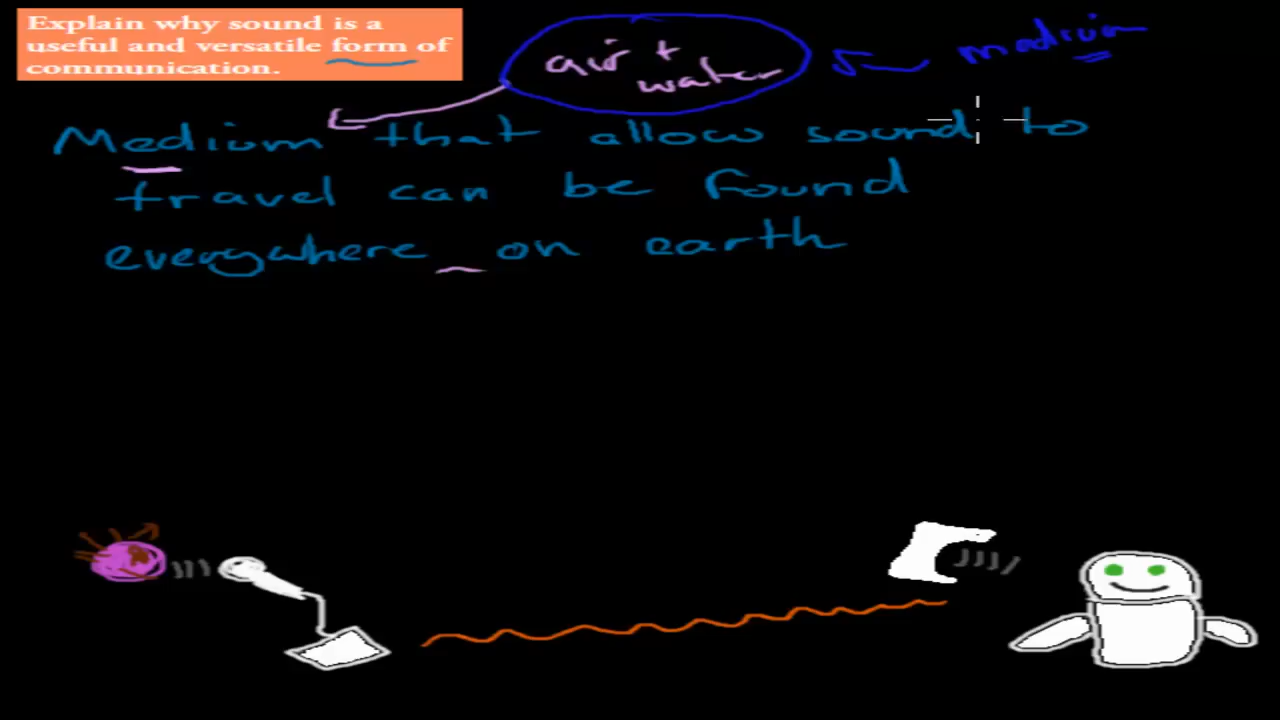 Explain why sound is a
useful and versatile form of
communication.
air +
water
medium
Medium that allow sound to
travel can be found
everywhere on earth